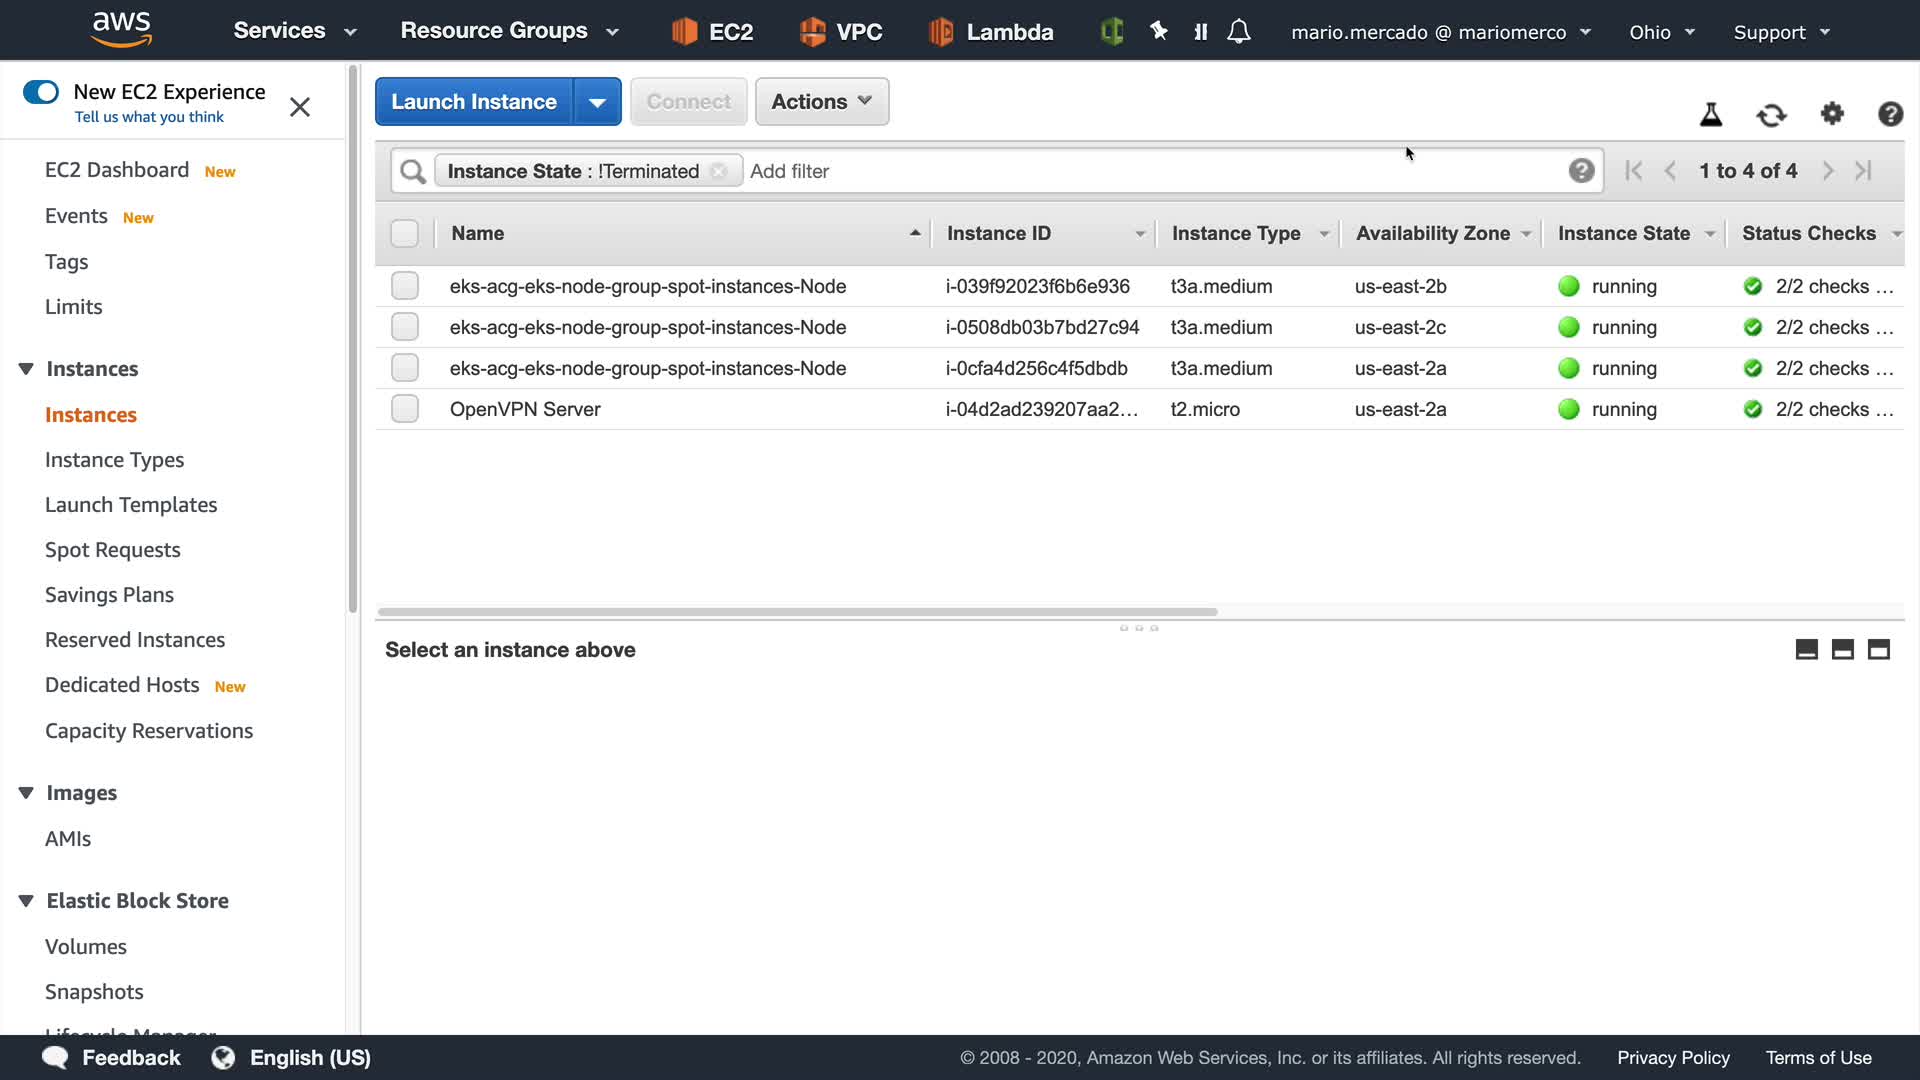 aws Services Resource Groups EC2 VPC Lambda mario.mercado @ mariomerco Ohio Support
New EC2 Experience
Tell us what you think
EC2 Dashboard New
Events New
Tags
Limits
Instances
Instances
Instance Types
Launch Templates
Spot Requests
Savings Plans
Reserved Instances
Dedicated Hosts New
Capacity Reservations
Images
AMIs
Elastic Block Store
Volumes
Snapshots
Lifecycle Manager
Launch Instance Connect Actions
Instance State : !Terminated Add filter 1 to 4 of 4
Name Instance ID Instance Type Availability Zone Instance State Status Checks
eks-acg-eks-node-group-spot-instances-Node i-039f92023f6b6e936 t3a.medium us-east-2b running 2/2 checks ...
eks-acg-eks-node-group-spot-instances-Node i-0508db03b7bd27c94 t3a.medium us-east-2c running 2/2 checks ...
eks-acg-eks-node-group-spot-instances-Node i-0cfa4d256c4f5dbdb t3a.medium us-east-2a running 2/2 checks ...
OpenVPN Server i-04d2ad239207aa2... t2.micro us-east-2a running 2/2 checks ...
Select an instance above
Feedback English (US) © 2008 - 2020, Amazon Web Services, Inc. or its affiliates. All rights reserved. Privacy Policy Terms of Use